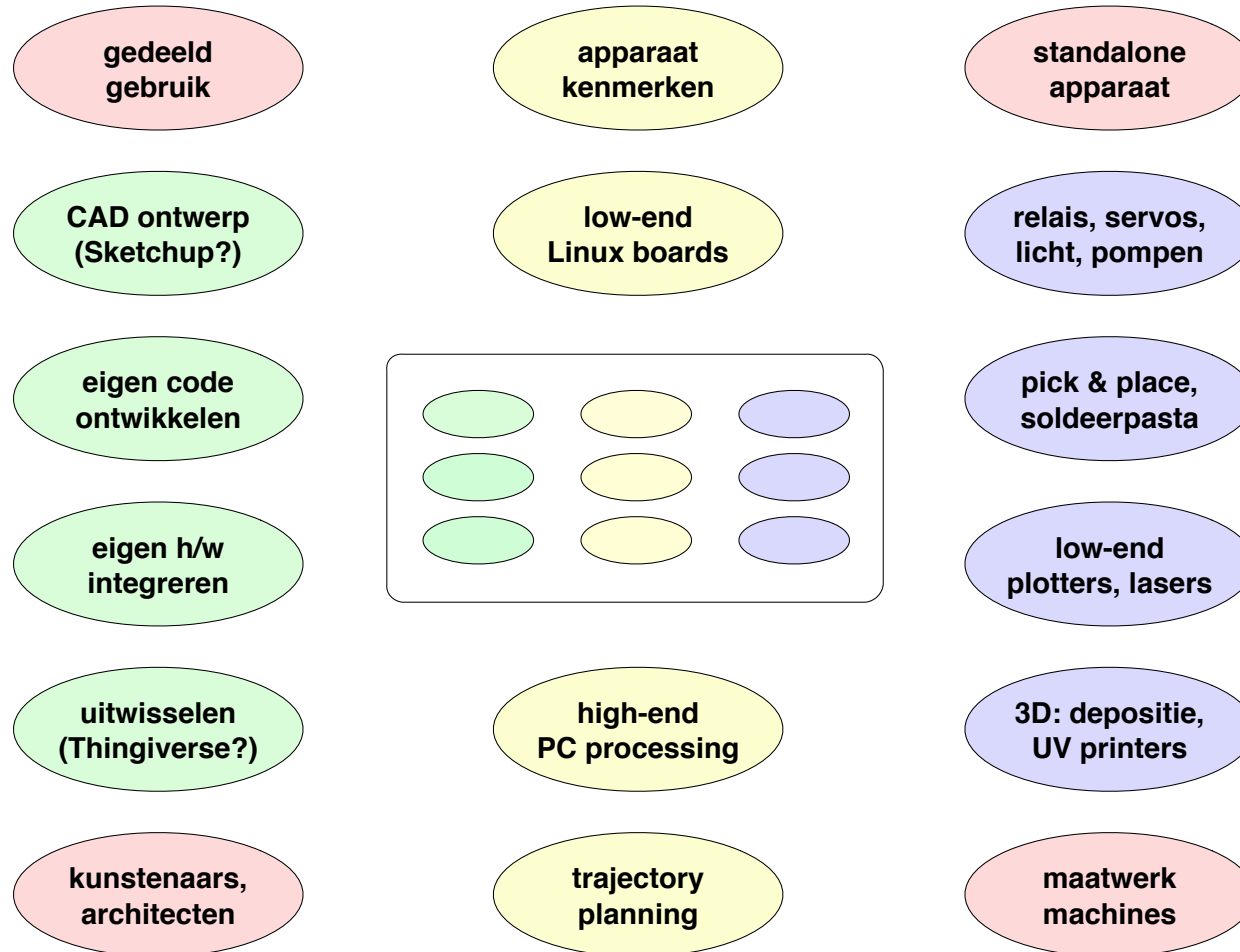 gedeeld
gebruik
apparaat
kenmerken
standalone
apparaat
CAD ontwerp
(Sketchup?)
low-end
Linux boards
relais, servos,
licht, pompen
eigen code
ontwikkelen
pick & place,
soldeerpasta
eigen h/w
integreren
low-end
plotters, lasers
uitwisselen
(Thingiverse?)
high-end
PC processing
3D: depositie,
UV printers
kunstenaars,
architecten
trajectory
planning
maatwerk
machines